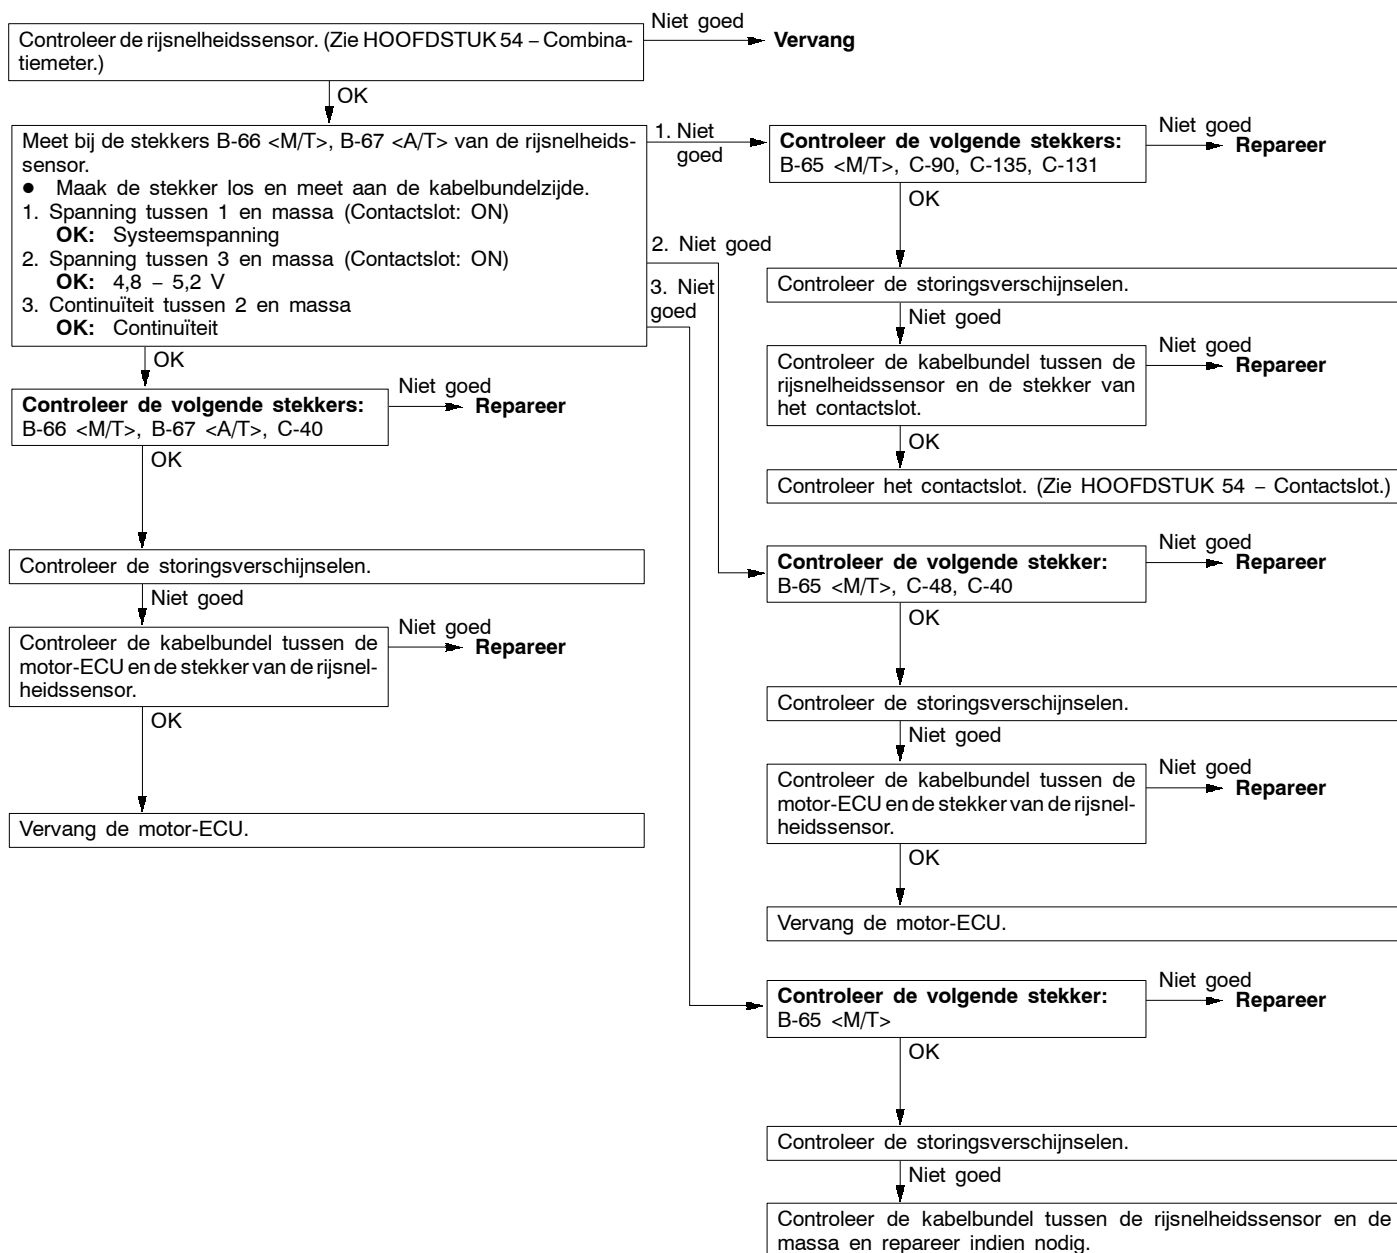 Controleer de rijsnelheidssensor. (Zie HOOFDSTUK 54 – Combina-
tiemeter.)
Niet goed
Vervang
OK
Meet bij de stekkers B-66 <M/T>, B-67 <A/T> van de rijsnelheids-
sensor.
● Maak de stekker los en meet aan de kabelbundelzijde.
1. Spanning tussen 1 en massa (Contactslot: ON)
OK: Systeemspanning
2. Spanning tussen 3 en massa (Contactslot: ON)
OK: 4,8 – 5,2 V
3. Continuïteit tussen 2 en massa
OK: Continuïteit
OK
Controleer de volgende stekkers:
B-66 <M/T>, B-67 <A/T>, C-40
Niet goed
Repareer
OK
Controleer de storingsverschijnselen.
Niet goed
Controleer de kabelbundel tussen de
motor-ECU en de stekker van de rijsnel-
heidssensor.
Niet goed
Repareer
OK
Vervang de motor-ECU.
1. Niet
goed
Controleer de volgende stekkers:
B-65 <M/T>, C-90, C-135, C-131
Niet goed
Repareer
OK
Controleer de storingsverschijnselen.
Niet goed
Controleer de kabelbundel tussen de
rijsnelheidssensor en de stekker van
het contactslot.
Niet goed
Repareer
OK
Controleer het contactslot. (Zie HOOFDSTUK 54 – Contactslot.)
2. Niet goed
Controleer de volgende stekker:
B-65 <M/T>, C-48, C-40
Niet goed
Repareer
OK
Controleer de storingsverschijnselen.
Niet goed
Controleer de kabelbundel tussen de
motor-ECU en de stekker van de rijsnel-
heidssensor.
Niet goed
Repareer
OK
Vervang de motor-ECU.
3. Niet
goed
Controleer de volgende stekker:
B-65 <M/T>
Niet goed
Repareer
OK
Controleer de storingsverschijnselen.
Niet goed
Controleer de kabelbundel tussen de rijsnelheidssensor en de
massa en repareer indien nodig.